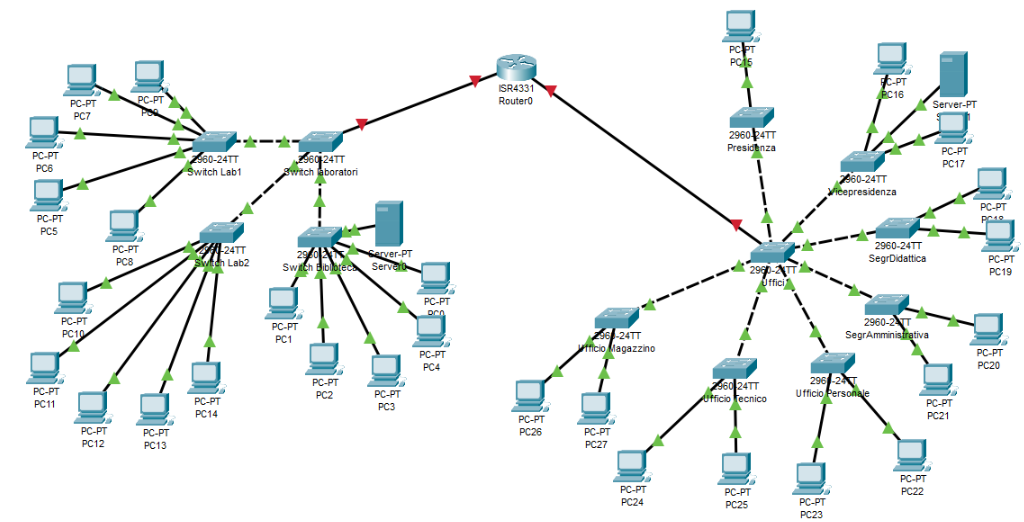 PC-PT
PC15
ISR4331
Router0
PC-PT
PC7
PC-PT
PC9
PC-PT
PC16
Server-PT
PC-PT
PC17
2960-24TT
Presidenza
PC-PT
PC6
2960-24TT
Switch Lab1
2960-24TT
Switch laboratori
2960-24TT
Vicepresidenza
PC-PT
PC18
PC-PT
PC5
PC-PT
PC8
2960-24TT
Switch Lab2
2960-24TT
Switch Biblioteca
Server-PT
Server0
2960-24TT
SegrDidattica
PC-PT
PC19
2960-24TT
Uffici
PC-PT
PC10
PC-PT
PC1
PC-PT
PC0
PC-PT
PC4
2960-24TT
Ufficio Magazzino
2960-24TT
SegrAmministrativa
PC-PT
PC20
PC-PT
PC11
PC-PT
PC12
PC-PT
PC13
PC-PT
PC14
PC-PT
PC2
PC-PT
PC3
2960-24TT
Ufficio Tecnico
2960-24TT
Ufficio Personale
PC-PT
PC21
PC-PT
PC26
PC-PT
PC27
PC-PT
PC24
PC-PT
PC25
PC-PT
PC23
PC-PT
PC22